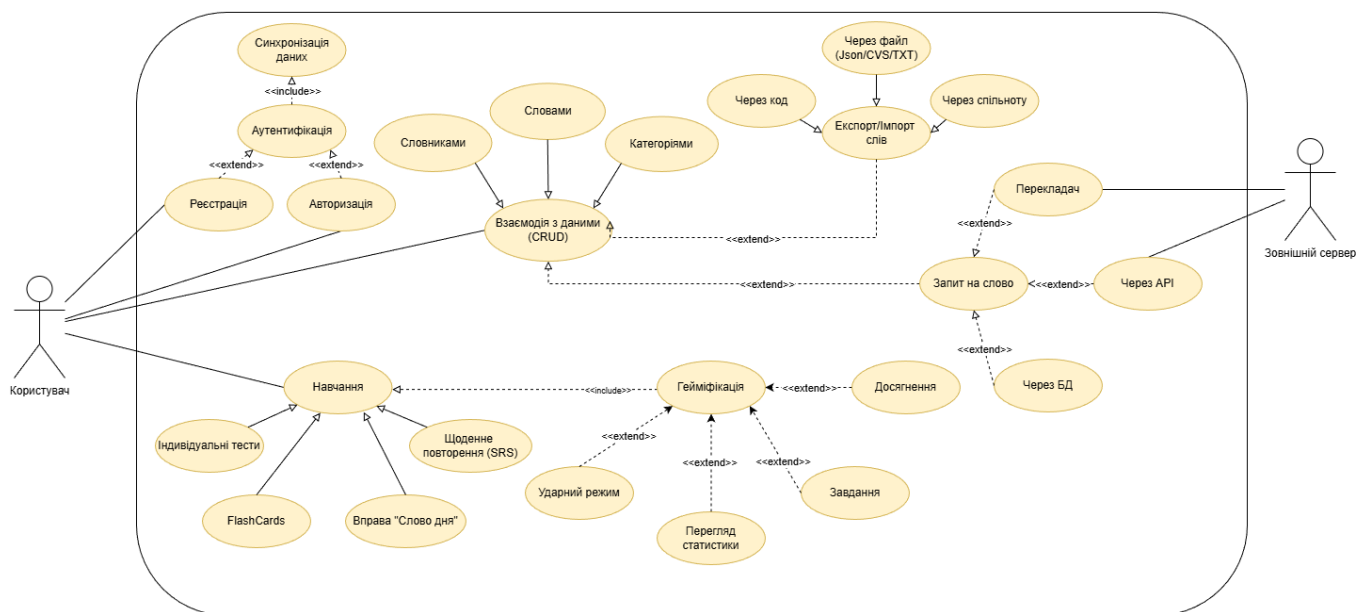 Синхронізація
даних
<<include>>
Аутентифікація
<<extend>>
<<extend>>
Реєстрація
Авторизація
Словниками
Словами
Категоріями
Взаємодія з даними
(CRUD)
Через файл
(Json/CVS/TXT)
Через код
Через спільноту
Експорт/Імпорт
слів
<<extend>>
Перекладач
<<extend>>
Зовнішній сервер
<<extend>>
Запит на слово
<<extend>>
Через API
<<extend>>
Через БД
Користувач
Навчання
<<include>>
Гейміфікація
<<extend>>
Досягнення
Індивідуальні тести
Щоденне
повторення (SRS)
<<extend>>
<<extend>>
<<extend>>
FlashCards
Вправа "Слово дня"
Ударний режим
Завдання
Перегляд
статистики